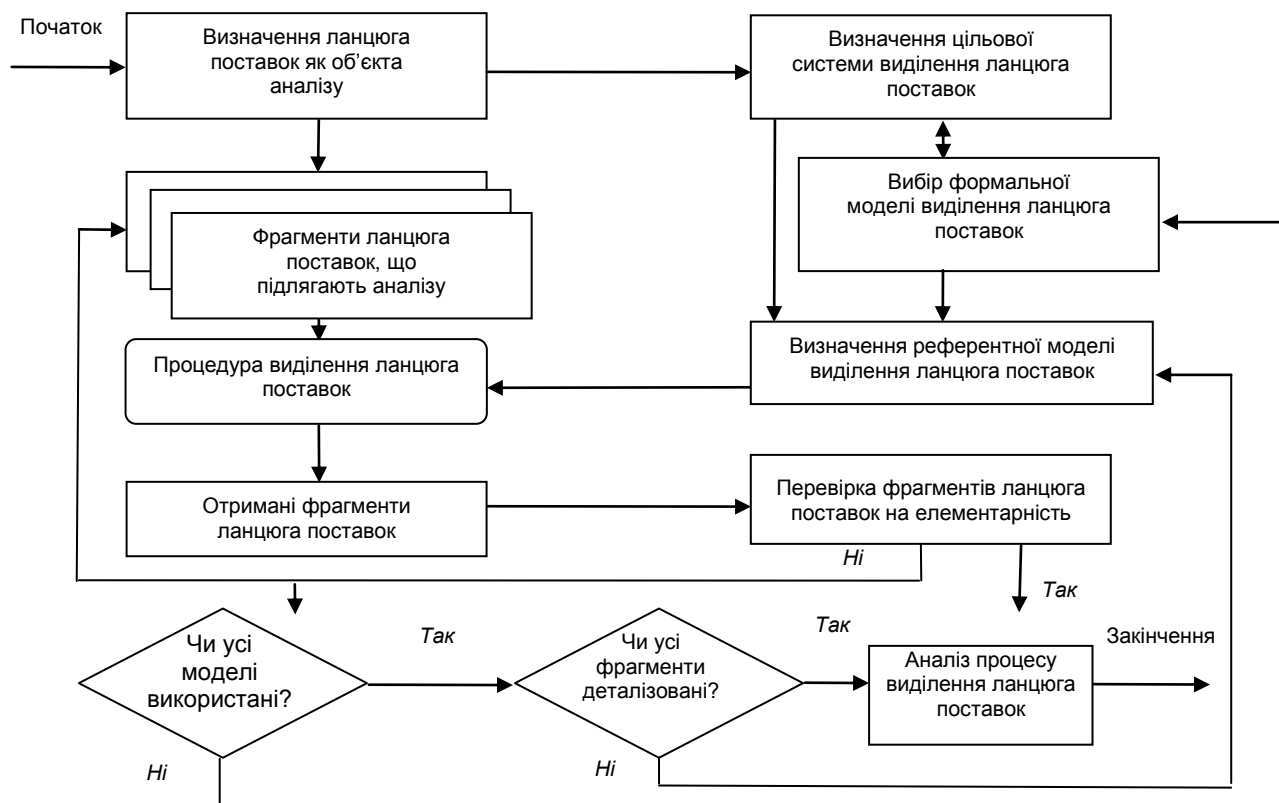 Початок
Визначення ланцюга
поставок як об’єкта
аналізу
Визначення цільової
системи виділення ланцюга
поставок
Вибір формальної
моделі виділення ланцюга
поставок
Фрагменти ланцюга
поставок, що
підлягають аналізу
Процедура виділення ланцюга
поставок
Визначення референтної моделі
виділення ланцюга поставок
Отримані фрагменти
ланцюга поставок
Перевірка фрагментів ланцюга
поставок на елементарність
Ні
Так
Чи усі
моделі
використані?
Так
Чи усі
фрагменти
деталізовані?
Так
Аналіз процесу
виділення ланцюга
поставок
Закінчення
Ні
Ні